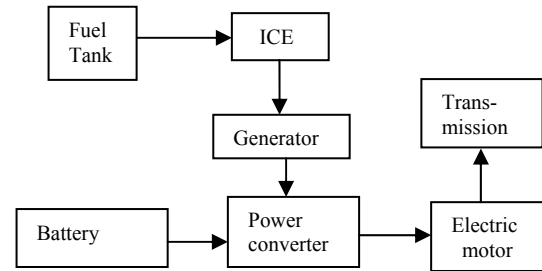 Fuel
Tank
ICE
Trans-
mission
Generator
Battery
Power
converter
Electric
motor